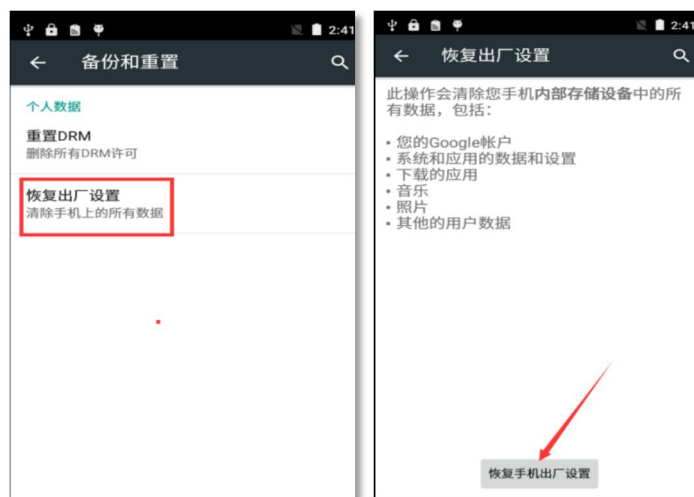 2:41
备份和重置
个人数据
重置DRM
删除所有DRM许可
恢复出厂设置
清除手机上的所有数据
2:41
恢复出厂设置
此操作会清除您手机内部存储设备中的所
有数据，包括：
• 您的Google帐户
• 系统和应用的数据和设置
• 下载的应用
• 音乐
• 照片
• 其他的用户数据
恢复手机出厂设置